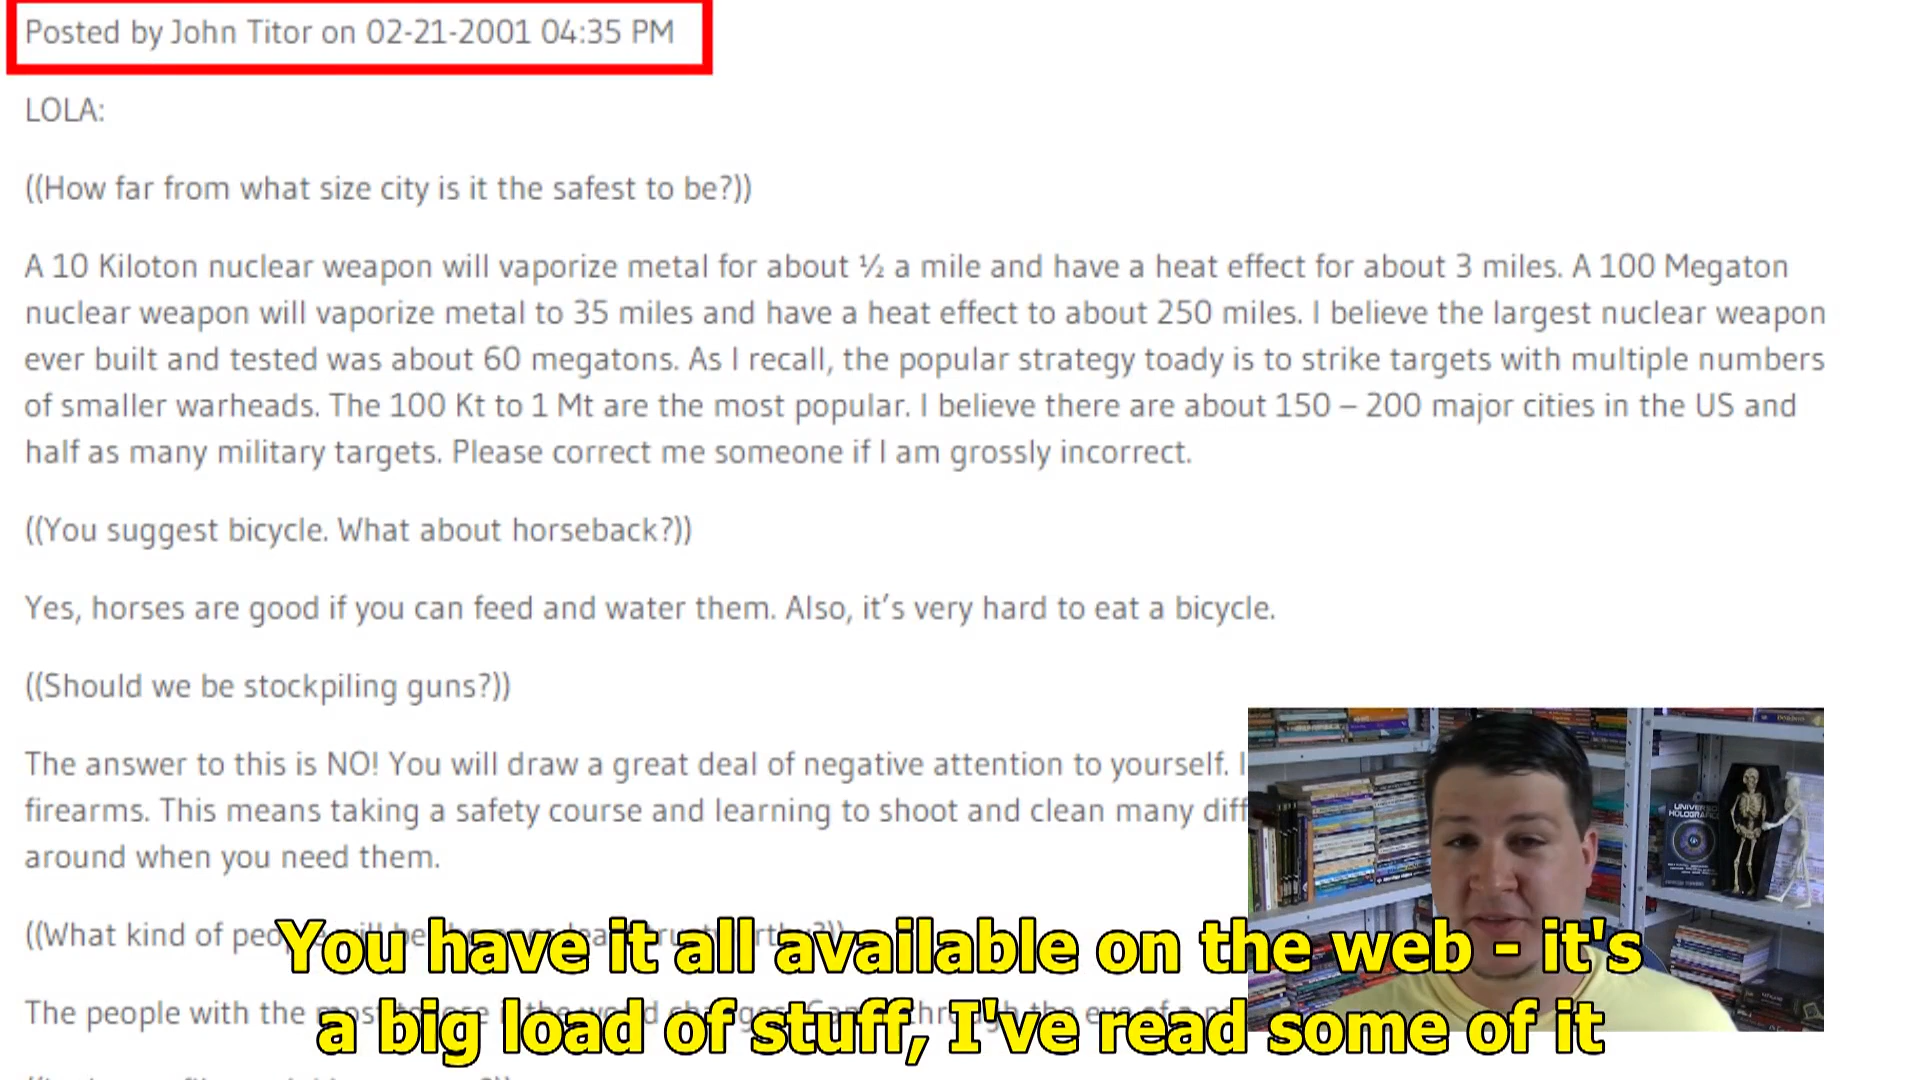 Posted by John Titor on 02-21-2001 04:35 PM
LOLA:
((How far from what size city is it the safest to be?))
A 10 Kiloton nuclear weapon will vaporize metal for about ½ a mile and have a heat effect for about 3 miles. A 100 Megaton
nuclear weapon will vaporize metal to 35 miles and have a heat effect to about 250 miles. I believe the largest nuclear weapon
ever built and tested was about 60 megatons. As I recall, the popular strategy toady is to strike targets with multiple numbers
of smaller warheads. The 100 Kt to 1 Mt are the most popular. I believe there are about 150 – 200 major cities in the US and
half as many military targets. Please correct me someone if I am grossly incorrect.
((You suggest bicycle. What about horseback?))
Yes, horses are good if you can feed and water them. Also, it’s very hard to eat a bicycle.
((Should we be stockpiling guns?))
The answer to this is NO! You will draw a great deal of negative attention to yourself. I
firearms. This means taking a safety course and learning to shoot and clean many diff
around when you need them.
UNIVERSO
HOLOGRÁFICO
((What kind of
The people with the
You have it all available on the web - it's
a big load of stuff, I've read some of it